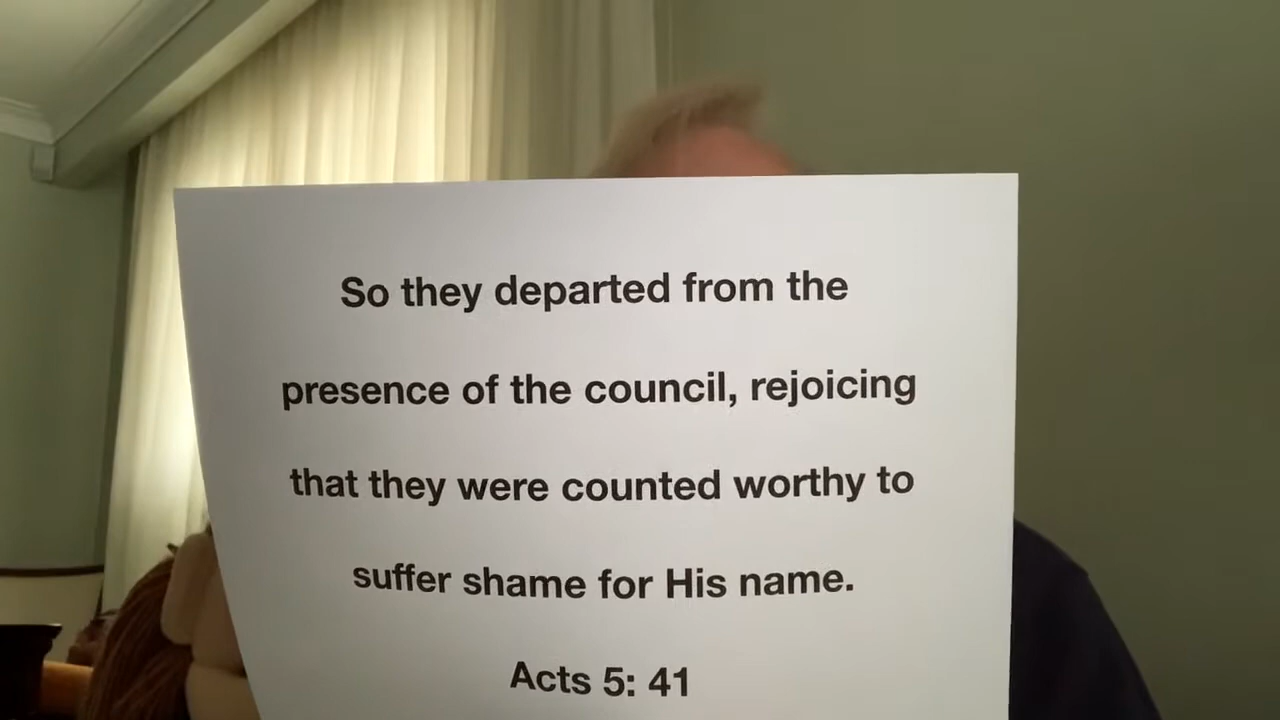 So they departed from the
presence of the council, rejoicing
that they were counted worthy to
suffer shame for His name.
Acts 5: 41